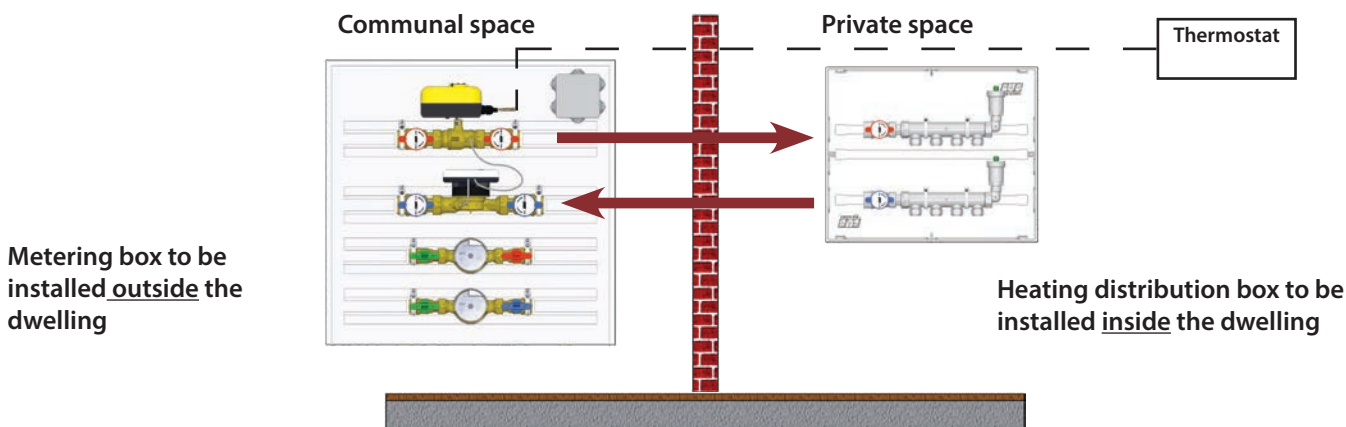 Communal space
Private space
Thermostat
Metering box to be
installed outside the
dwelling
Heating distribution box to be
installed inside the dwelling